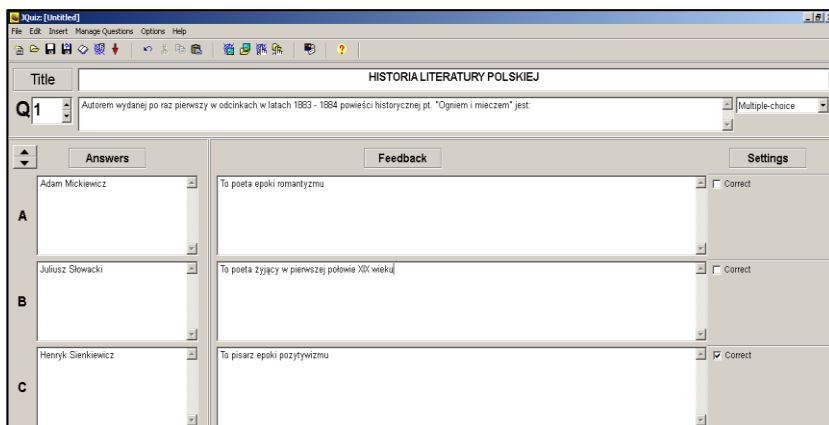 JQuiz: [Untitled]
File Edit Insert Manage Questions Options Help
Title HISTORIA LITERATURY POLSKIEJ
Q 1 Autorem wydanej po raz pierwszy w odcinkach w latach 1883 - 1884 powieści historycznej pt. "Ogniem i mieczem" jest: Multiple-choice
Answers Feedback Settings
A Adam Mickiewicz To poeta epoki romantyzmu Correct
B Juliusz Słowacki To poeta żyjący w pierwszej połowie XIX wieku Correct
C Henryk Sienkiewicz To pisarz epoki pozytywizmu Correct